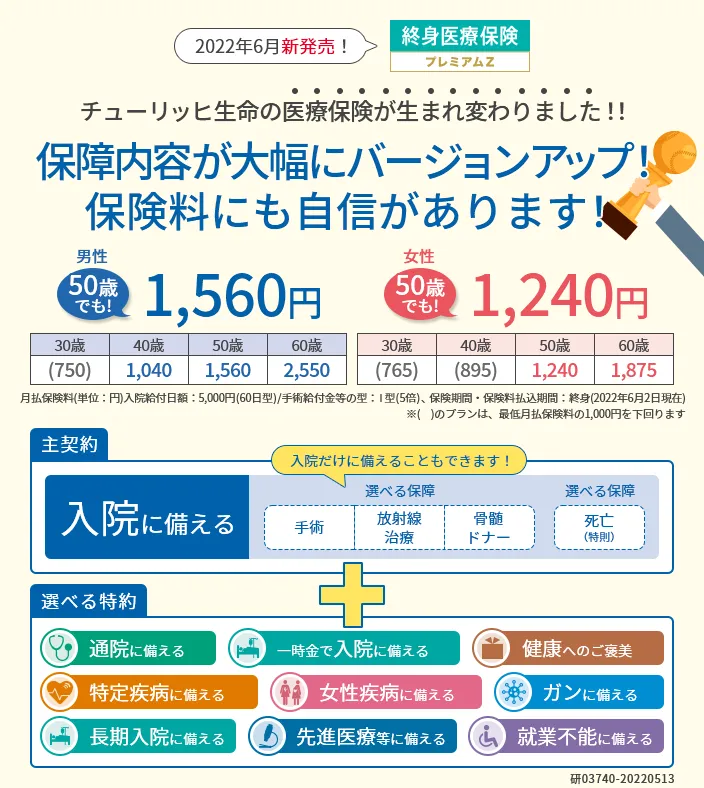 2022年6月新発売！
終身医療保険
プレミアムZ
チューリッヒ生命の医療保険が生まれ変わりました!!
保障内容が大幅にバージョンアップ!
保険料にも自信があります!
男性
50歳でも!
1,560円
女性
50歳でも!
1,240円
30歳 40歳 50歳 60歳
(750) 1,040 1,560 2,550
30歳 40歳 50歳 60歳
(765) (895) 1,240 1,875
月払保険料(単位：円)入院給付日額：5,000円(60日型)/手術給付金等の型：I型(5倍)、保険期間・保険料払込期間：終身(2022年6月2日現在)
※(　)のプランは、最低月払保険料の1,000円を下回ります
主契約
入院だけに備えることもできます！
入院に備える
選べる保障
手術
放射線
治療
骨髄
ドナー
選べる保障
死亡
(特則)
選べる特約
通院に備える
一時金で入院に備える
健康へのご褒美
特定疾病に備える
女性疾病に備える
ガンに備える
長期入院に備える
先進医療等に備える
就業不能に備える
研03740-20220513